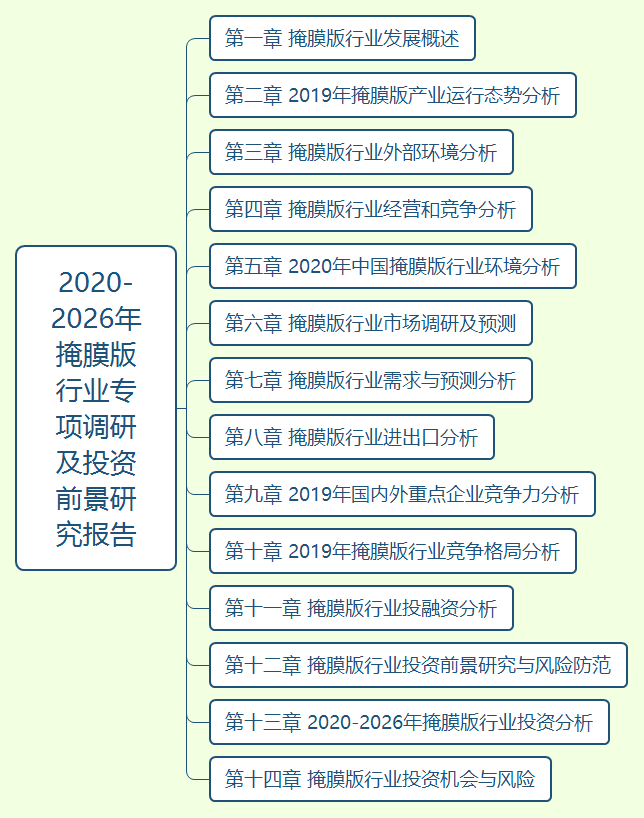 2020-
2026年
掩膜版
行业专
项调研
及投资
前景研
究报告
第一章 掩膜版行业发展概述
第二章 2019年掩膜版产业运行态势分析
第三章 掩膜版行业外部环境分析
第四章 掩膜版行业经营和竞争分析
第五章 2020年中国掩膜版行业环境分析
第六章 掩膜版行业市场调研及预测
第七章 掩膜版行业需求与预测分析
第八章 掩膜版行业进出口分析
第九章 2019年国内外重点企业竞争力分析
第十章 2019年掩膜版行业竞争格局分析
第十一章 掩膜版行业投融资分析
第十二章 掩膜版行业投资前景研究与风险防范
第十三章 2020-2026年掩膜版行业投资分析
第十四章 掩膜版行业投资机会与风险